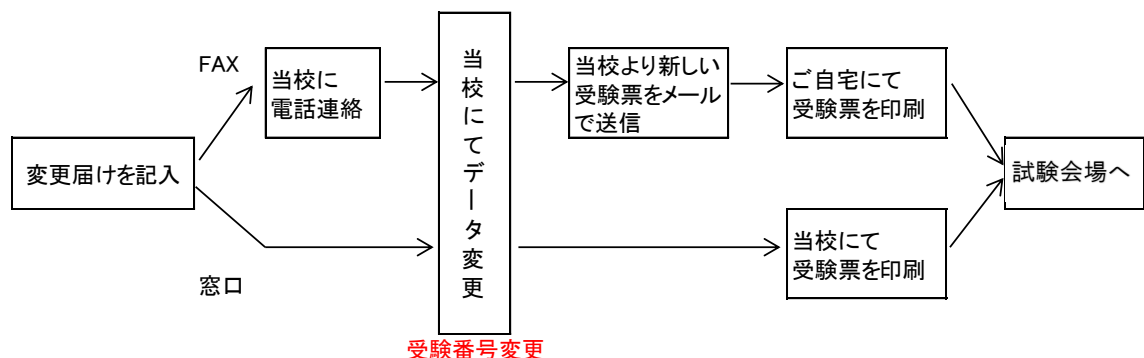 FAX
当校に
電話連絡
当校にてデータ変更
当校より新しい
受験票をメール
で送信
ご自宅にて
受験票を印刷
変更届けを記入
試験会場へ
当校にて
受験票を印刷
窓口
受験番号変更